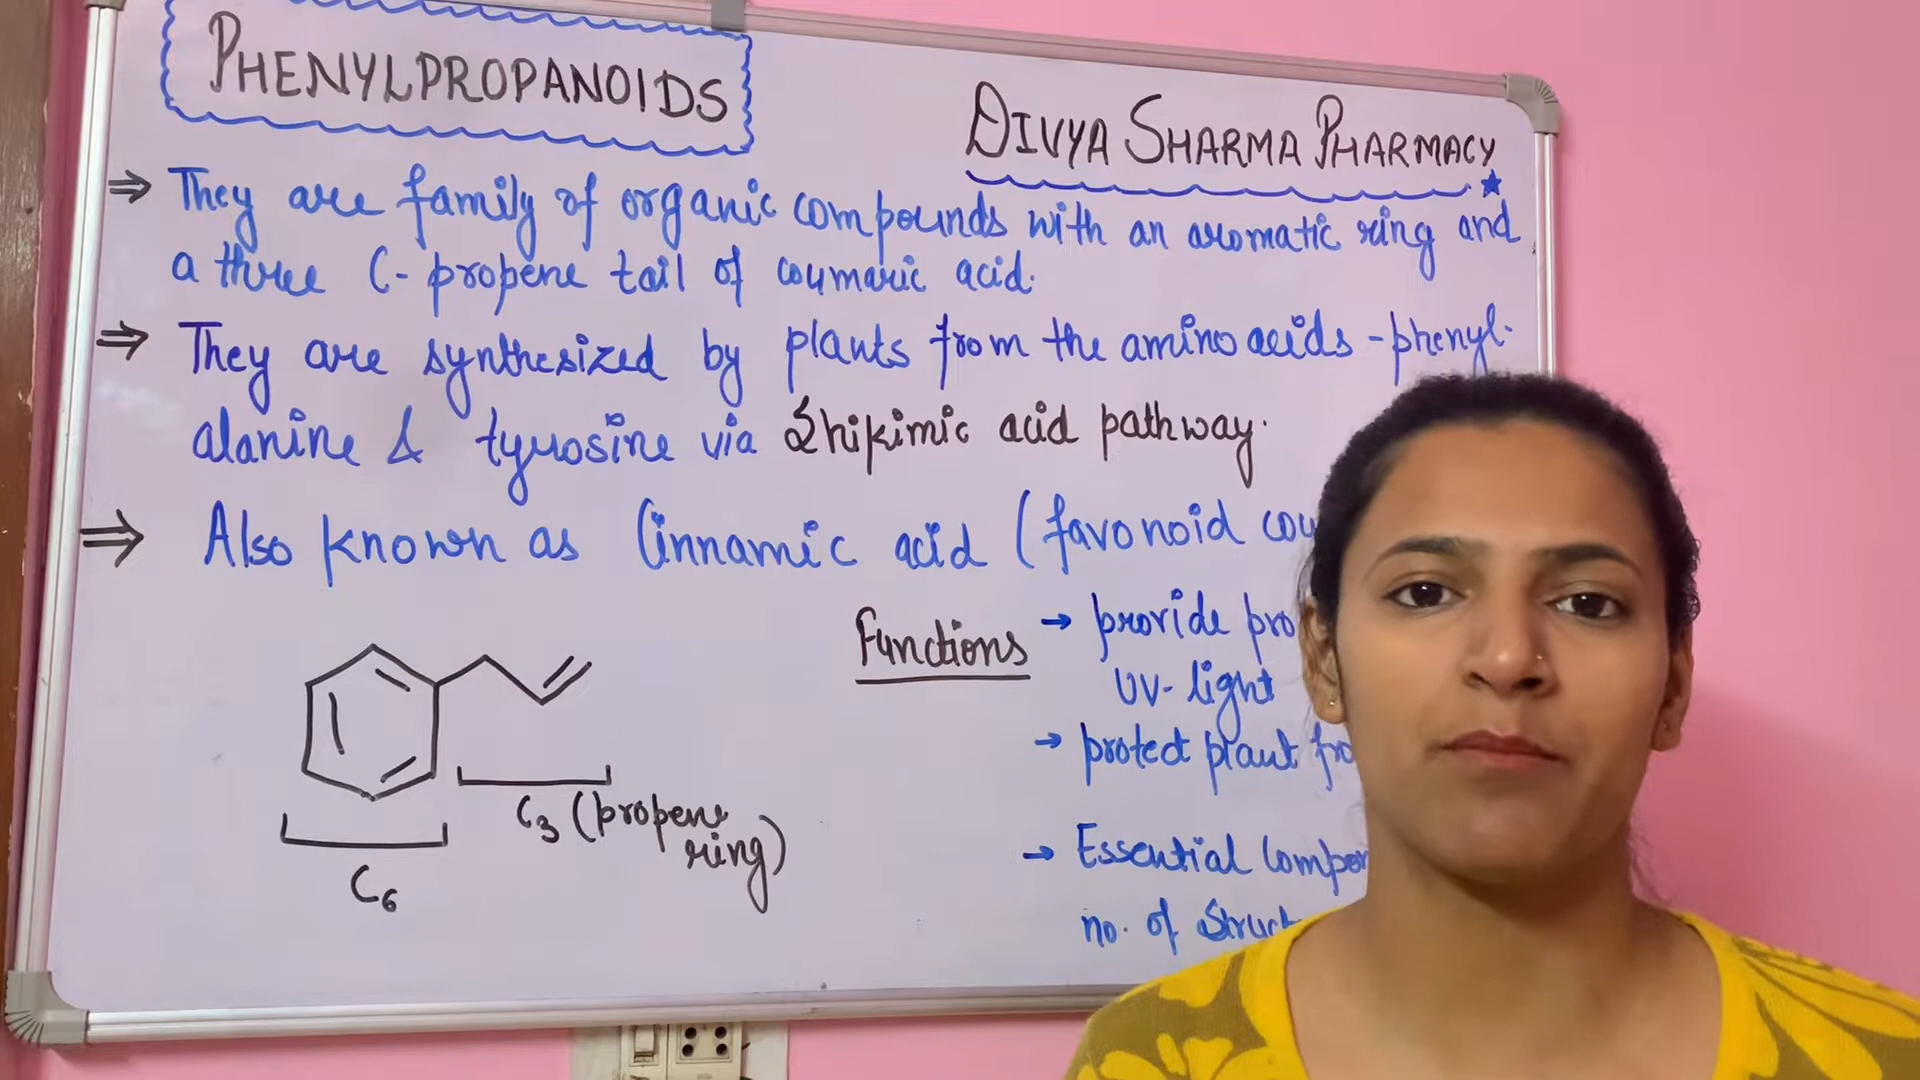 PHENYLPROPANOIDS
DIVYA SHARMA PHARMACY
⇒ They are family of organic compounds with an aromatic ring and
a three C- propene tail of coumaric acid.
⇒ They are synthesized by plants from the amino acids - phenyl-
alanine & tyrosine via Shikimic acid pathway.
⇒ Also known as Cinnamic acid (favonoid
Functions → provide
UV- light
→ protect plant
→ Essential
no. of
C3 (propene
ring)
C6